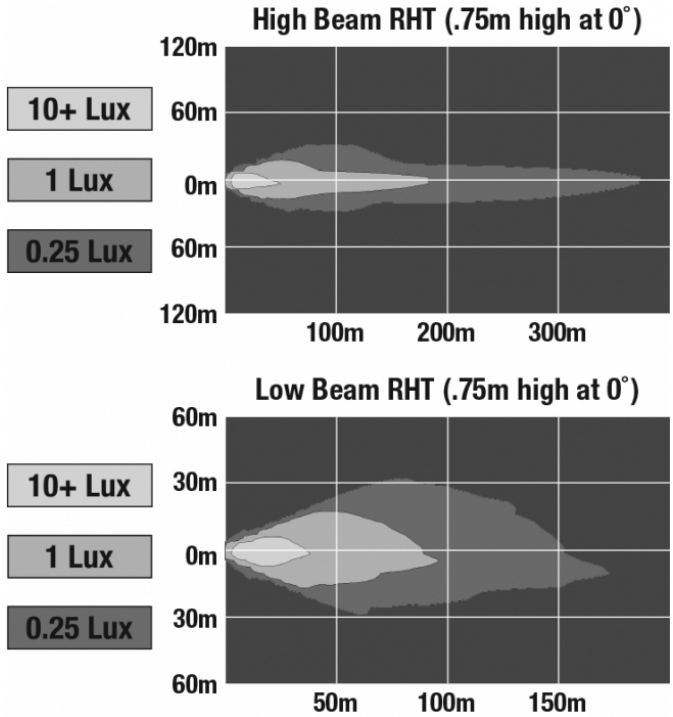 High Beam RHT (.75m high at 0˚)
120m
10+ Lux
60m
1 Lux
0m
0.25 Lux
60m
120m
100m 200m 300m
Low Beam RHT (.75m high at 0˚)
60m
10+ Lux
30m
1 Lux
0m
0.25 Lux
30m
60m
50m 100m 150m